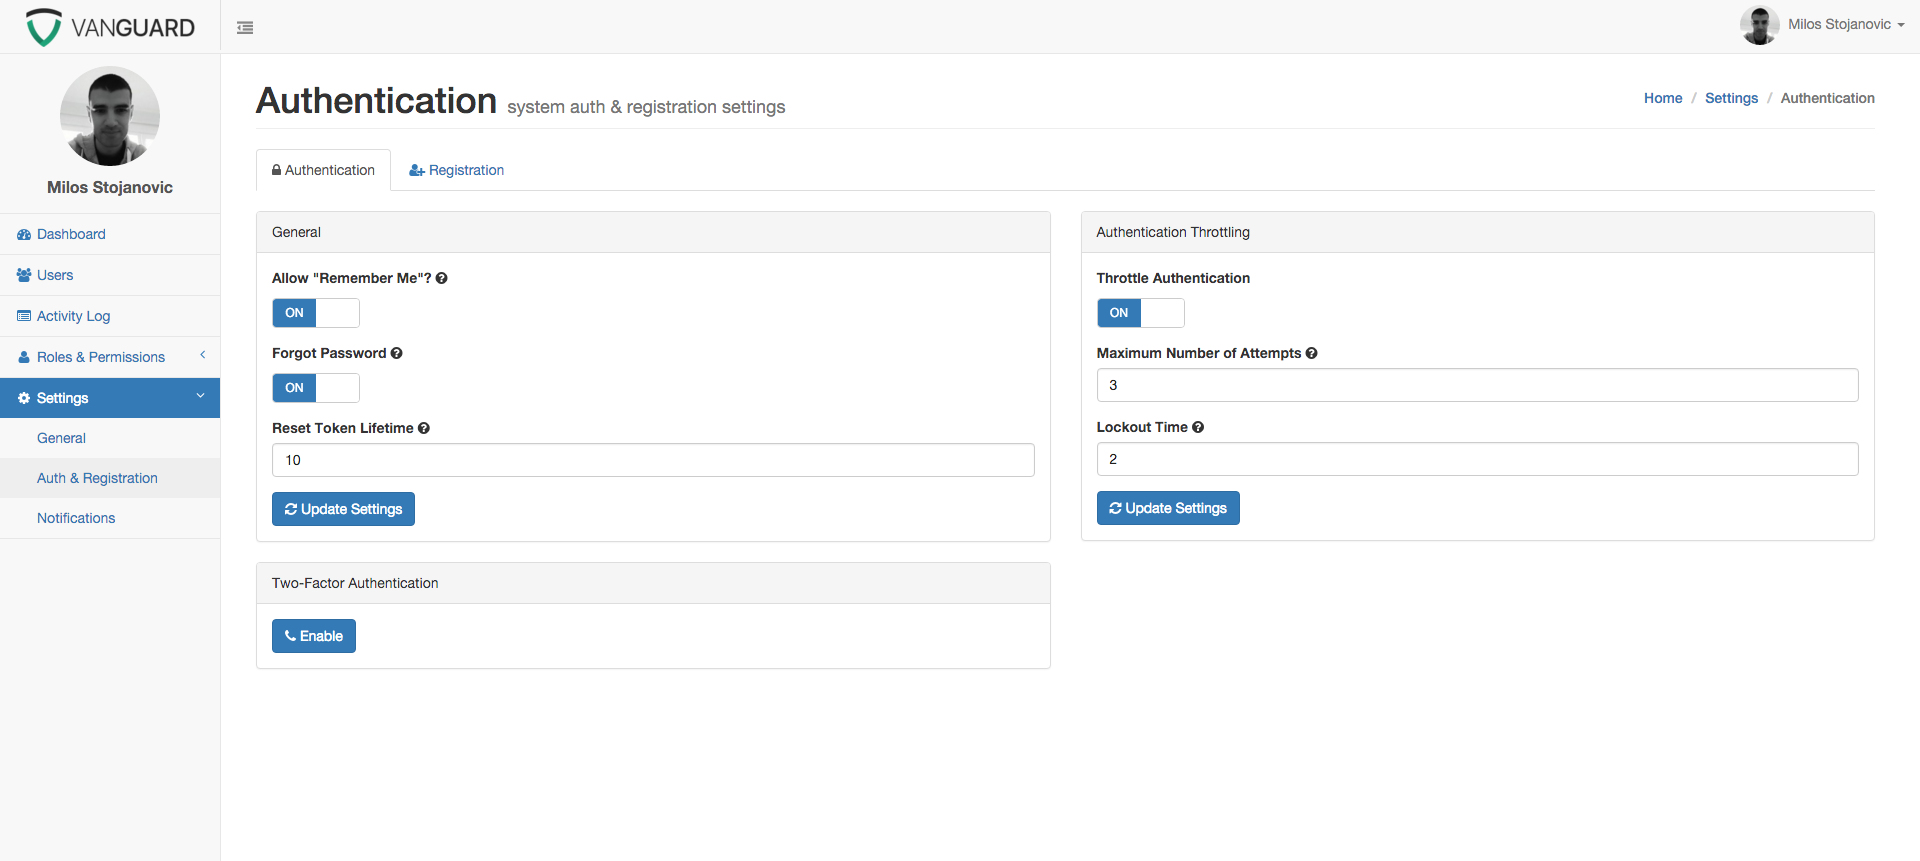 VANGUARD
Milos Stojanovic
Milos Stojanovic
Dashboard
Users
Activity Log
Roles & Permissions
Settings
General
Auth & Registration
Notifications
Authentication system auth & registration settings
Home / Settings / Authentication
Authentication
Registration
General
Allow "Remember Me"?
ON
Forgot Password
ON
Reset Token Lifetime
10
Update Settings
Two-Factor Authentication
Enable
Authentication Throttling
Throttle Authentication
ON
Maximum Number of Attempts
3
Lockout Time
2
Update Settings